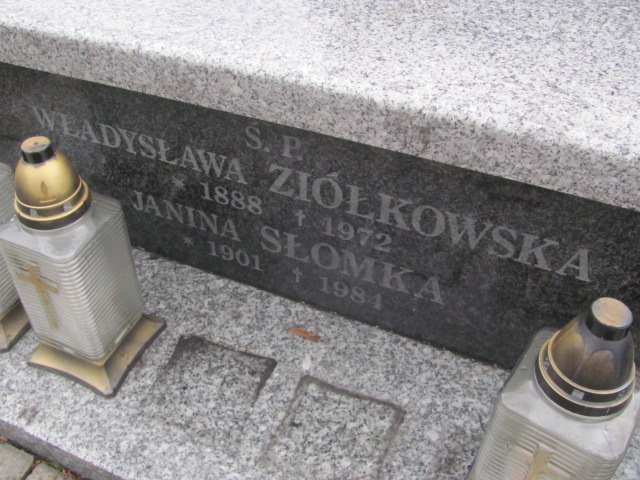 S. P.
WŁADYSŁAWA ZIÓŁKOWSKA
* 1888 † 1972
JANINA SŁOMKA
* 1901 † 1984